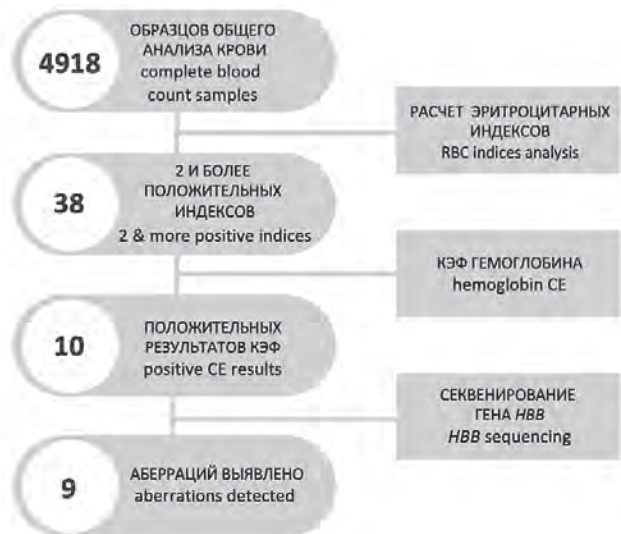 4918
ОБРАЗЦОВ ОБЩЕГО
АНАЛИЗА КРОВИ
complete blood
count samples
РАСЧЕТ ЭРИТРОЦИТАРНЫХ
ИНДЕКСОВ
RBC indices analysis
38
2 И БОЛЕЕ
ПОЛОЖИТЕЛЬНЫХ
ИНДЕКСОВ
2 & more positive indices
КЭФ ГЕМОГЛОБИНА
hemoglobin CE
10
ПОЛОЖИТЕЛЬНЫХ
РЕЗУЛЬТАТОВ КЭФ
positive CE results
СЕКВЕНИРОВАНИЕ
ГЕНА HBB
HBB sequencing
9
АБЕРРАЦИЙ ВЫЯВЛЕНО
aberrations detected